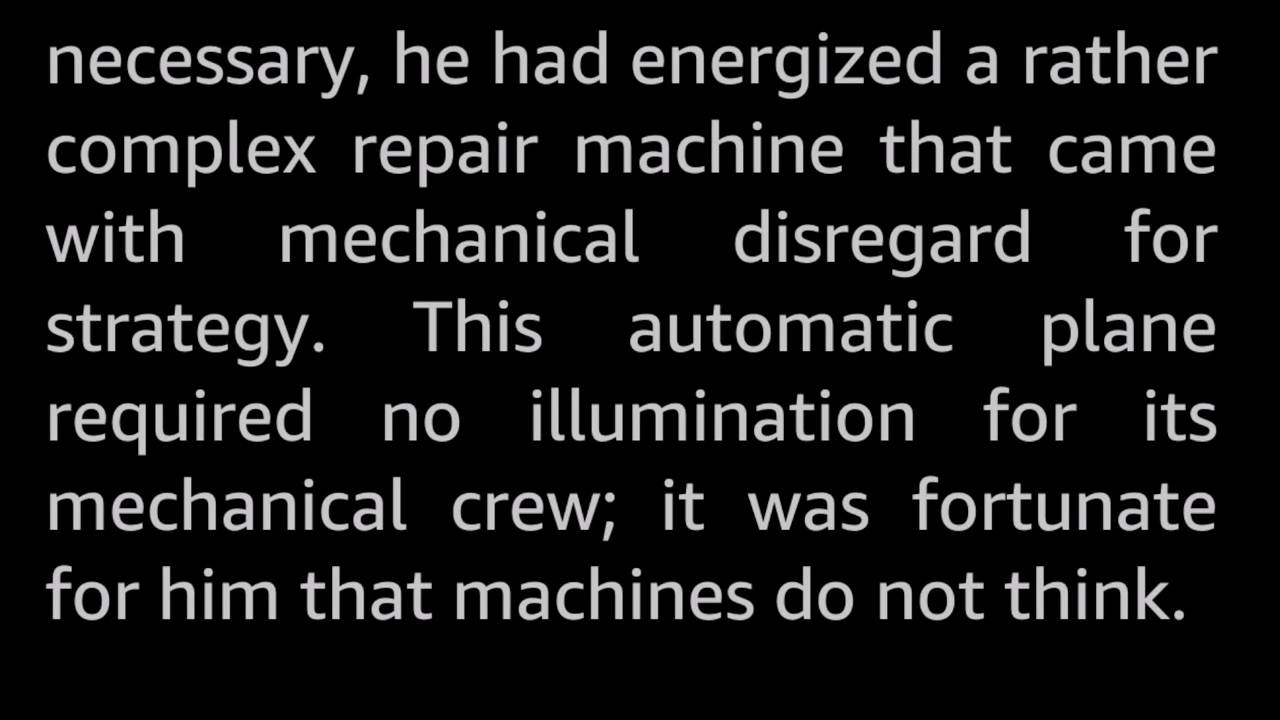 necessary, he had energized a rather
complex repair machine that came
with mechanical disregard for
strategy. This automatic plane
required no illumination for its
mechanical crew; it was fortunate
for him that machines do not think.